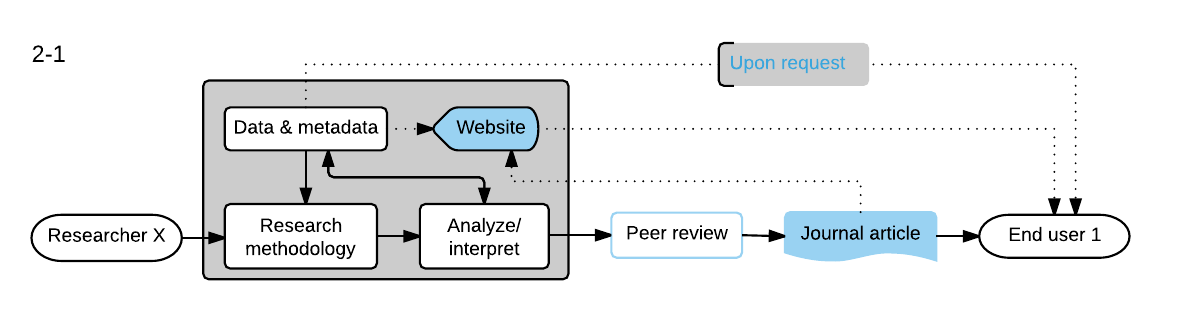 2-1
Upon request
Data & metadata
Website
Researcher X
Research
methodology
Analyze/
interpret
Peer review
Journal article
End user 1